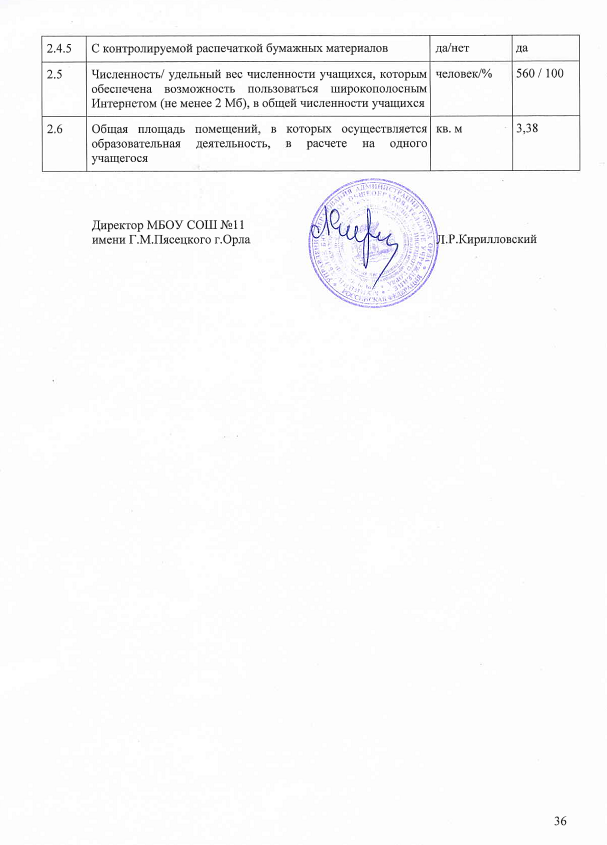 2.4.5 С контролируемой распечаткой бумажных материалов да/нет да
2.5 Численность/ удельный вес численности учащихся, которым человек/% 560 / 100
обеспечена возможность пользоваться широкополосным
Интернетом (не менее 2 Мб), в общей численности учащихся
2.6 Общая площадь помещений, в которых осуществляется кв. м 3,38
образовательная деятельность, в расчете на одного
учащегося
Директор МБОУ СОШ №11
имени Г.М.Пясецкого г.Орла Л.Р.Кирилловский
РОССИЙСКАЯ ФЕДЕРАЦИЯ
36